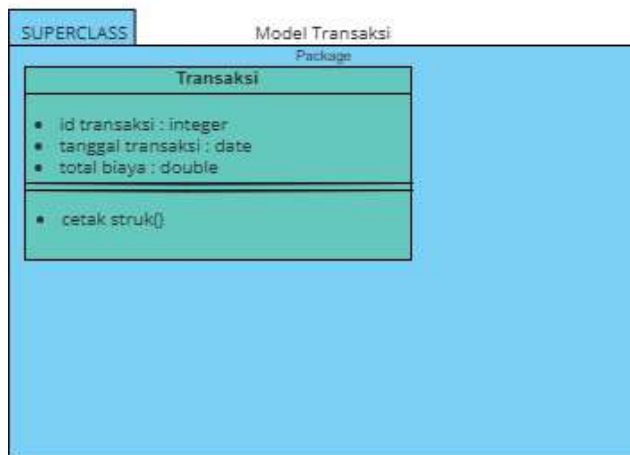 SUPERCLASS
Model Transaksi
Package
Transaksi
• id transaksi : integer
• tanggal transaksi : date
• total biaya : double
• cetak struk()